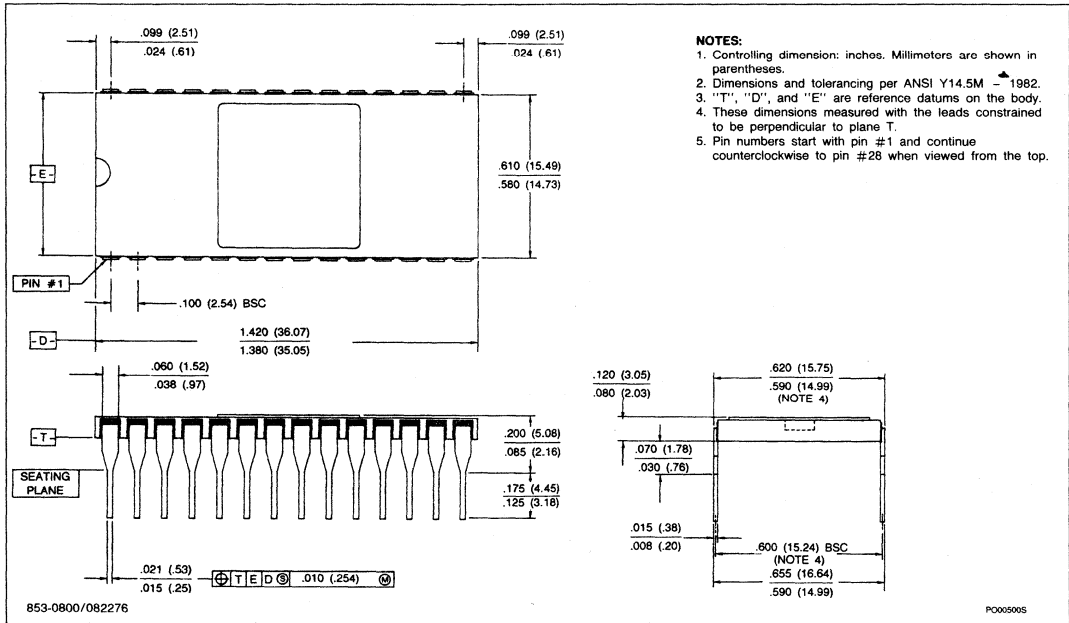 .099 (2.51)
.024 (.61)
.099 (2.51)
.024 (.61)
NOTES:
1. Controlling dimension: inches. Millimeters are shown in
parentheses.
2. Dimensions and tolerancing per ANSI Y14.5M – 1982.
3. "T", "D", and "E" are reference datums on the body.
4. These dimensions measured with the leads constrained
to be perpendicular to plane T.
5. Pin numbers start with pin #1 and continue
counterclockwise to pin #28 when viewed from the top.
-E-
.610 (15.49)
.580 (14.73)
PIN #1
.100 (2.54) BSC
-D-
1.420 (36.07)
1.380 (35.05)
.060 (1.52)
.038 (.97)
-T-
.200 (5.08)
.085 (2.16)
SEATING
PLANE
.175 (4.45)
.125 (3.18)
.021 (.53)
.015 (.25)
⌖ T E D Ⓢ .010 (.254) Ⓜ
.620 (15.75)
.590 (14.99)
(NOTE 4)
.120 (3.05)
.080 (2.03)
.070 (1.78)
.030 (.76)
.015 (.38)
.008 (.20)
.600 (15.24) BSC
(NOTE 4)
.655 (16.64)
.590 (14.99)
853-0800/082276
PO00500S